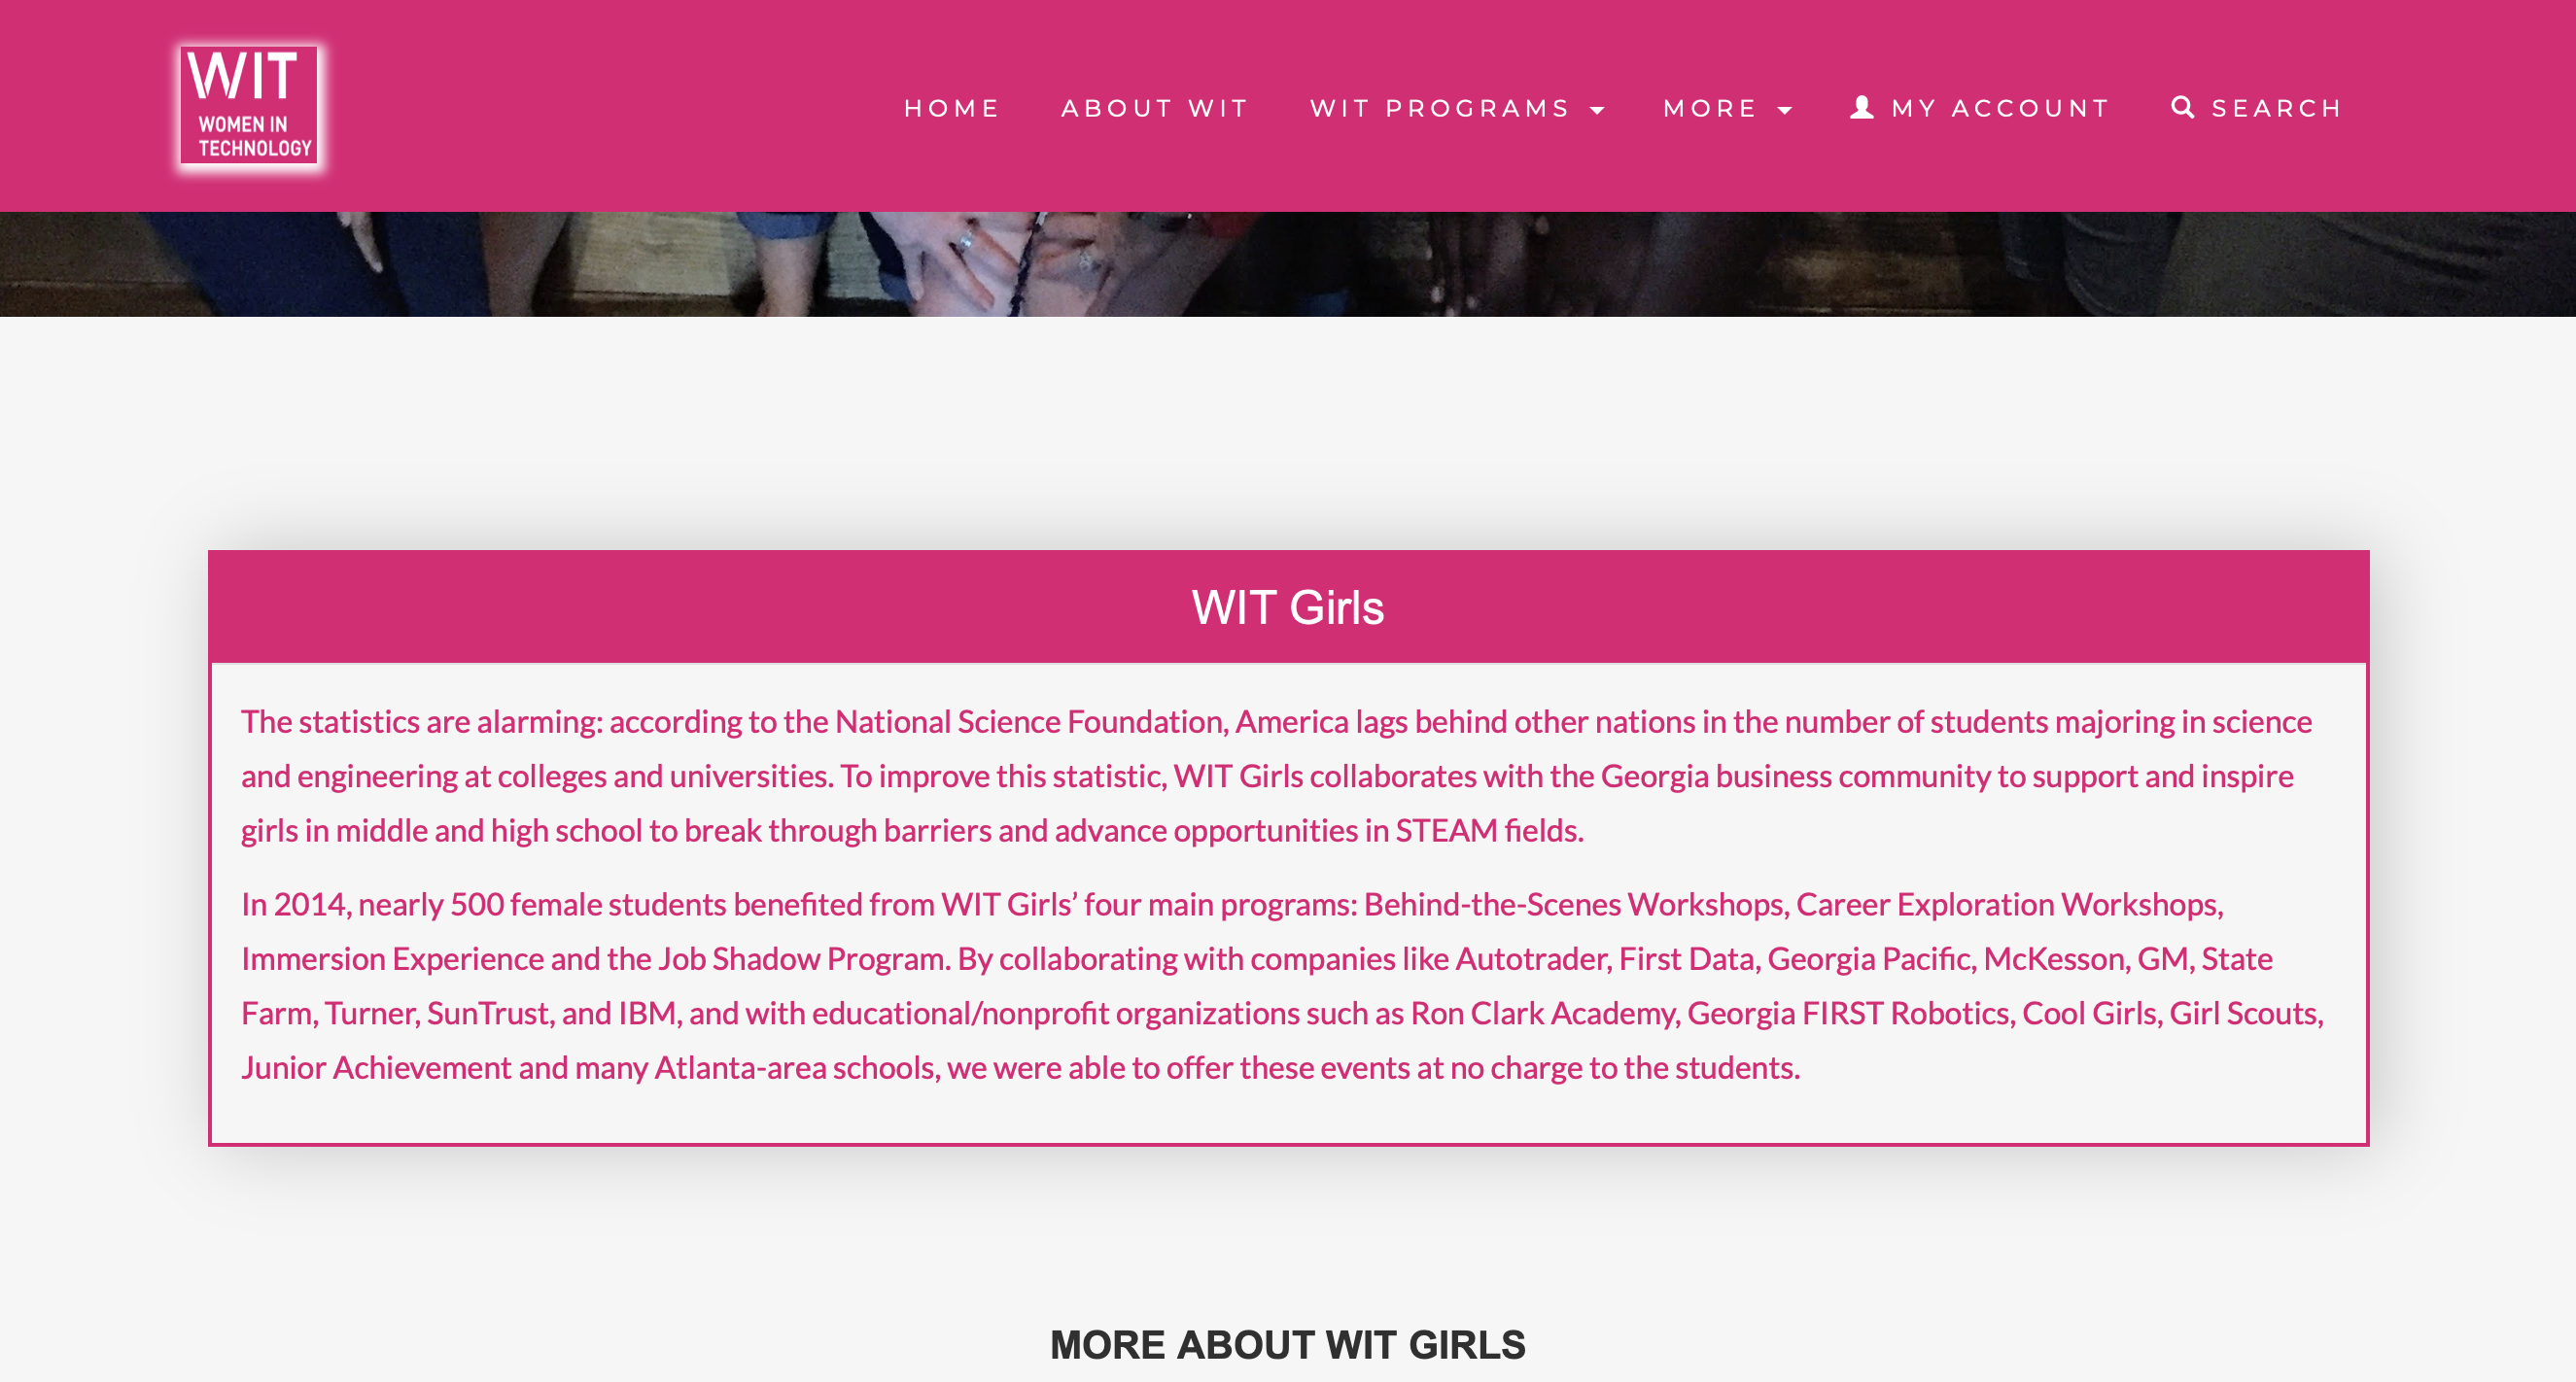 WIT
WOMEN IN
TECHNOLOGY
HOME ABOUT WIT WIT PROGRAMS MORE MY ACCOUNT SEARCH
WIT Girls
The statistics are alarming: according to the National Science Foundation, America lags behind other nations in the number of students majoring in science
and engineering at colleges and universities. To improve this statistic, WIT Girls collaborates with the Georgia business community to support and inspire
girls in middle and high school to break through barriers and advance opportunities in STEAM fields.
In 2014, nearly 500 female students benefited from WIT Girls’ four main programs: Behind-the-Scenes Workshops, Career Exploration Workshops,
Immersion Experience and the Job Shadow Program. By collaborating with companies like Autotrader, First Data, Georgia Pacific, McKesson, GM, State
Farm, Turner, SunTrust, and IBM, and with educational/nonprofit organizations such as Ron Clark Academy, Georgia FIRST Robotics, Cool Girls, Girl Scouts,
Junior Achievement and many Atlanta-area schools, we were able to offer these events at no charge to the students.
MORE ABOUT WIT GIRLS